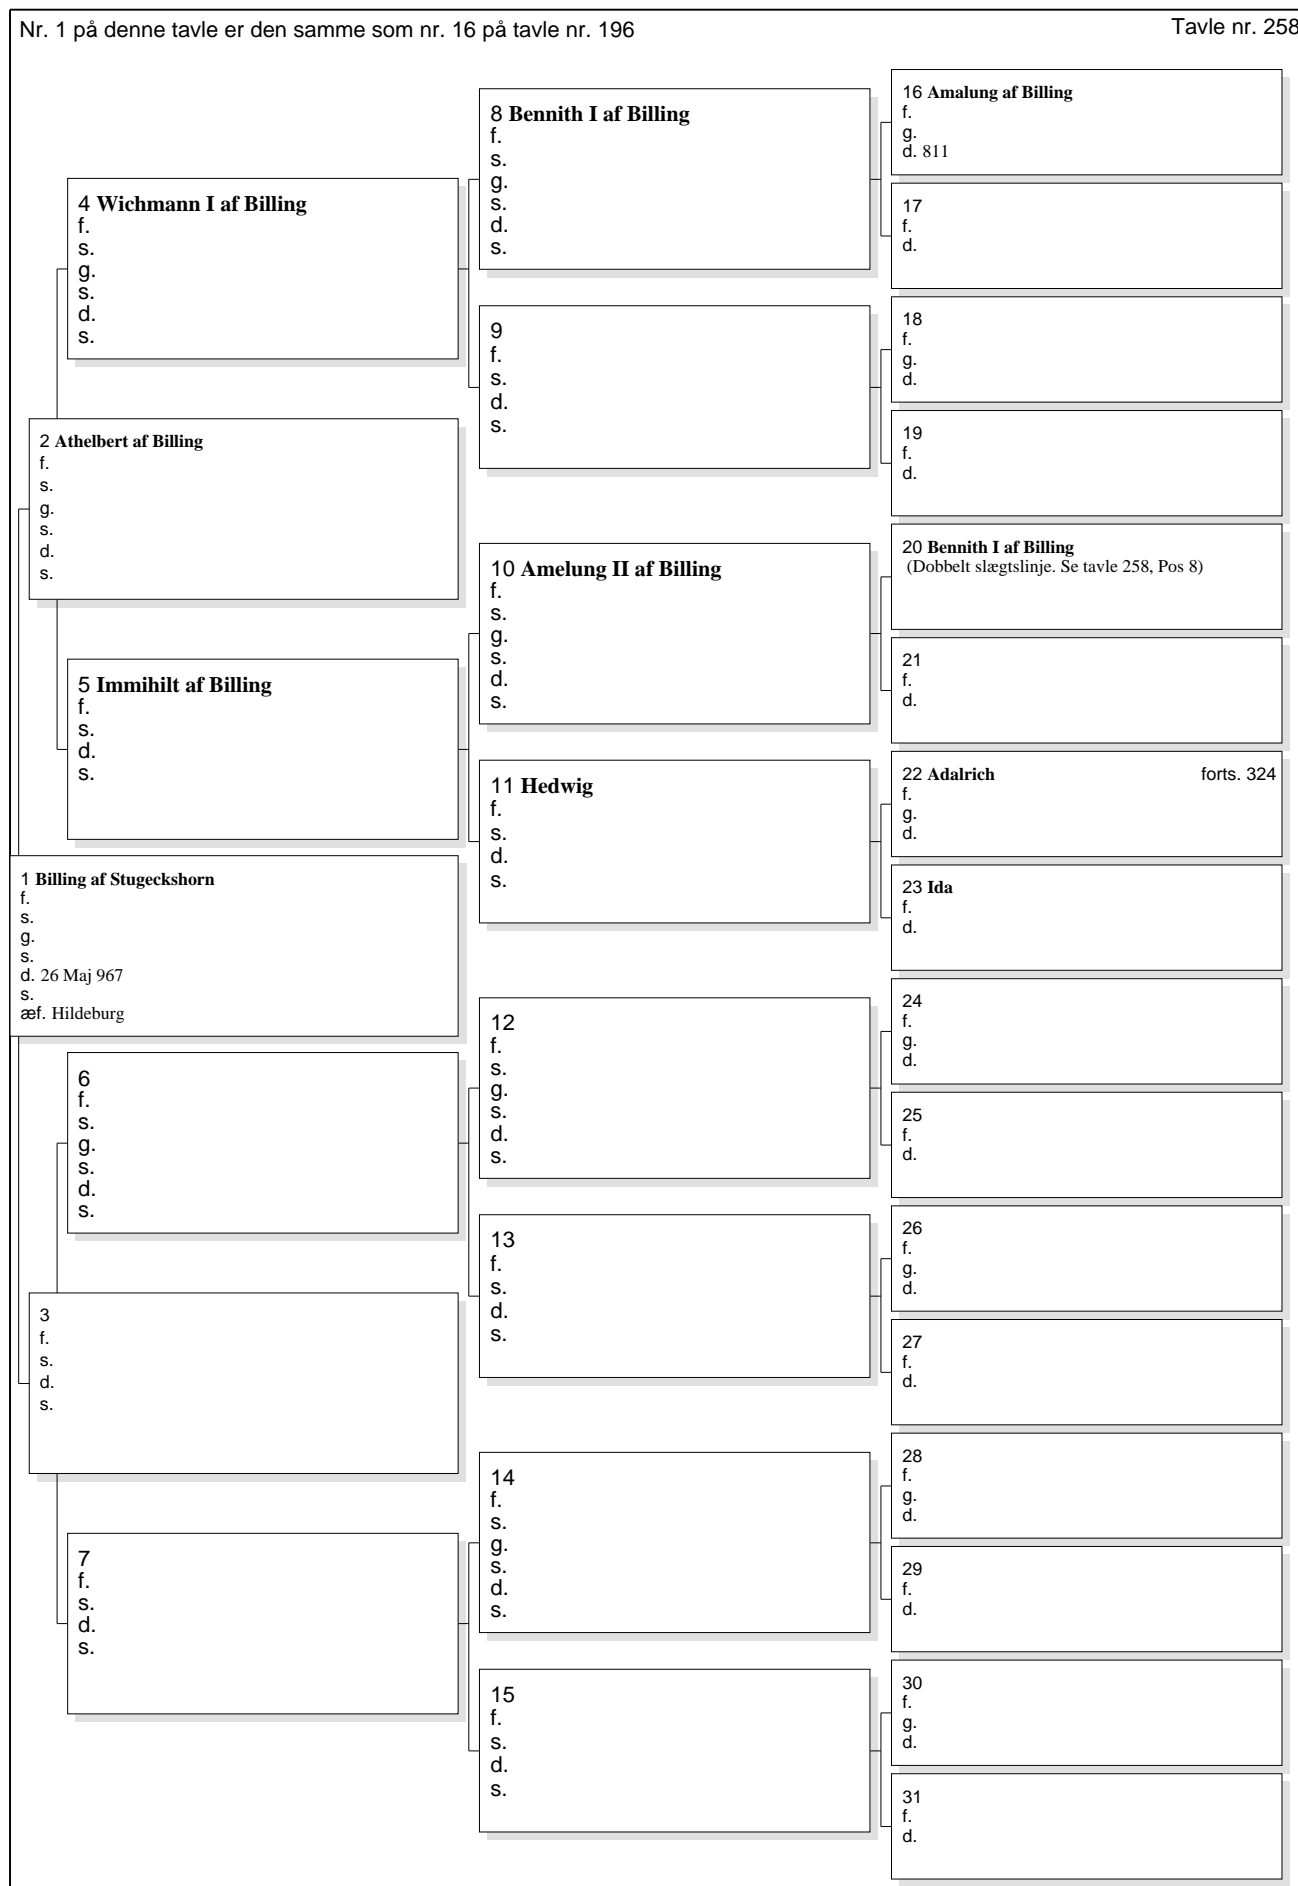 Nr. 1 på denne tavle er den samme som nr. 16 på tavle nr. 196
Tavle nr. 258
1 Billing af Stugeckshorn
f.
s.
g.
s.
d. 26 Maj 967
s.
æf. Hildeburg
2 Athelbert af Billing
f.
s.
g.
s.
d.
s.
3
f.
s.
d.
s.
4 Wichmann I af Billing
f.
s.
g.
s.
d.
s.
5 Immihilt af Billing
f.
s.
d.
s.
6
f.
s.
g.
s.
d.
s.
7
f.
s.
d.
s.
8 Bennith I af Billing
f.
s.
g.
s.
d.
s.
9
f.
s.
d.
s.
10 Amelung II af Billing
f.
s.
g.
s.
d.
s.
11 Hedwig
f.
s.
d.
s.
12
f.
s.
g.
s.
d.
s.
13
f.
s.
d.
s.
14
f.
s.
g.
s.
d.
s.
15
f.
s.
d.
s.
16 Amalung af Billing
f.
g.
d. 811
17
f.
d.
18
f.
g.
d.
19
f.
d.
20 Bennith I af Billing
(Dobbelt slægtslinje. Se tavle 258, Pos 8)
21
f.
d.
22 Adalrich forts. 324
f.
g.
d.
23 Ida
f.
d.
24
f.
g.
d.
25
f.
d.
26
f.
g.
d.
27
f.
d.
28
f.
g.
d.
29
f.
d.
30
f.
g.
d.
31
f.
d.